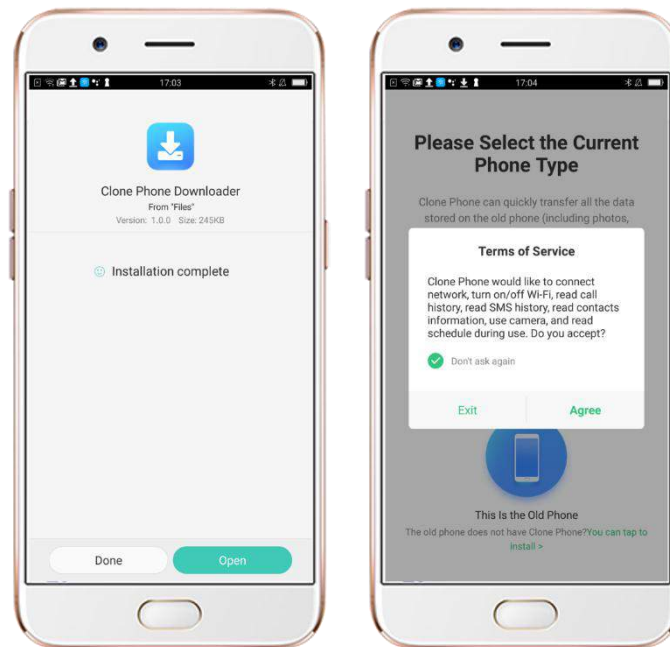 17:03
Clone Phone Downloader
From "Files"
Version: 1.0.0 Size: 245KB
Installation complete
Done
Open
17:04
Please Select the Current
Phone Type
Clone Phone can quickly transfer all the data
stored on the old phone (including photos,
Terms of Service
Clone Phone would like to connect
network, turn on/off Wi-Fi, read call
history, read SMS history, read contacts
information, use camera, and read
schedule during use. Do you accept?
Don't ask again
Exit
Agree
This Is the Old Phone
The old phone does not have Clone Phone?You can tap to
install >